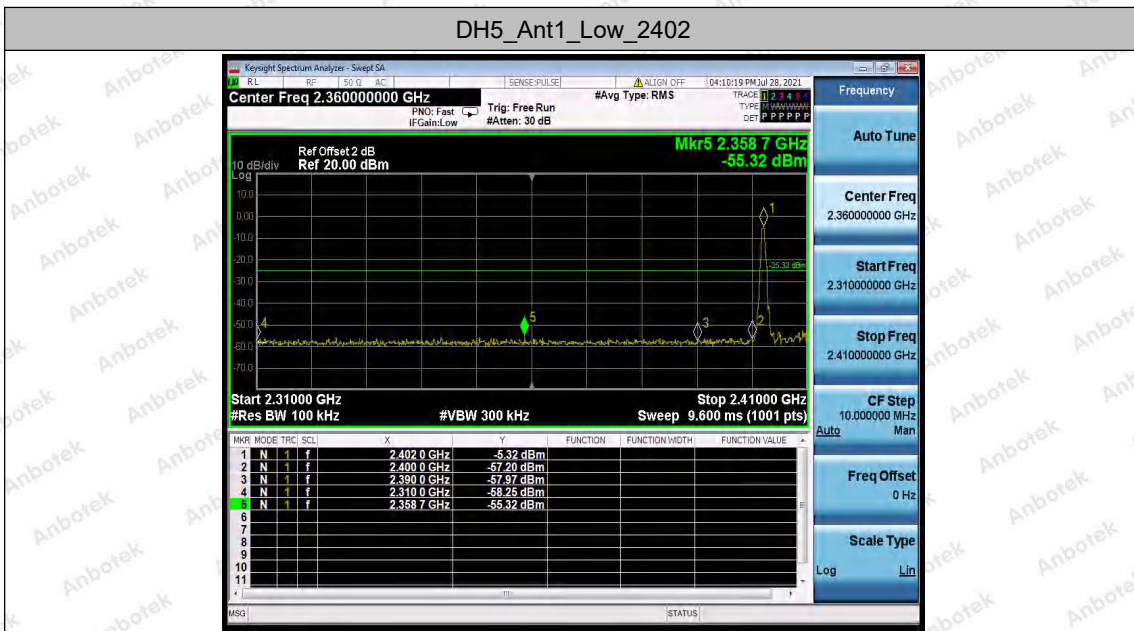 DH5_Ant1_Low_2402
Keysight Spectrum Analyzer - Swept SA
RL RF 50 Ω AC SENSE:PULSE ALIGN OFF 04:10:19 PM Jul 28, 2021
Center Freq 2.360000000 GHz
#Avg Type: RMS
TRACE 1 2 3 4 5 6
TYPE M WWWWW
DET P P P P P P
PNO: Fast
IFGain:Low
Trig: Free Run
#Atten: 30 dB
Mkr5 2.358 7 GHz
-55.32 dBm
Ref Offset 2 dB
10 dB/div Ref 20.00 dBm
Log
10.0
0.00
-10.0
-20.0
-30.0
-40.0
-50.0
-60.0
-70.0
1
-25.32 dBm
4
5
3
2
Start 2.31000 GHz Stop 2.41000 GHz
#Res BW 100 kHz #VBW 300 kHz Sweep 9.600 ms (1001 pts)
MKR MODE TRC SCL X Y FUNCTION FUNCTION WIDTH FUNCTION VALUE
1 N 1 f 2.402 0 GHz -5.32 dBm
2 N 1 f 2.400 0 GHz -57.20 dBm
3 N 1 f 2.390 0 GHz -57.97 dBm
4 N 1 f 2.310 0 GHz -58.25 dBm
5 N 1 f 2.358 7 GHz -55.32 dBm
6
7
8
9
10
11
MSG STATUS
Frequency
Auto Tune
Center Freq
2.360000000 GHz
Start Freq
2.310000000 GHz
Stop Freq
2.410000000 GHz
CF Step
10.000000 MHz
Auto Man
Freq Offset
0 Hz
Scale Type
Log Lin
Anbotek